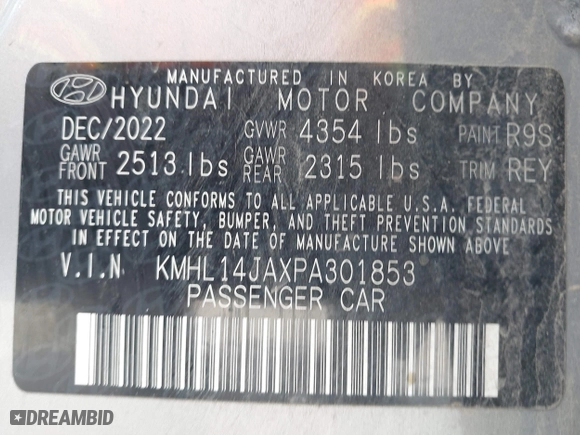 MANUFACTURED IN KOREA BY
HYUNDAI MOTOR COMPANY
DEC/2022 GVWR 4354 lbs PAINT R9S
GAWR FRONT 2513 lbs GAWR REAR 2315 lbs TRIM REY
THIS VEHICLE CONFORMS TO ALL APPLICABLE U.S.A. FEDERAL
MOTOR VEHICLE SAFETY, BUMPER, AND THEFT PREVENTION STANDARDS
IN EFFECT ON THE DATE OF MANUFACTURE SHOWN ABOVE.
V.I.N KMHL14JAXPA301853
PASSENGER CAR
DREAMBID